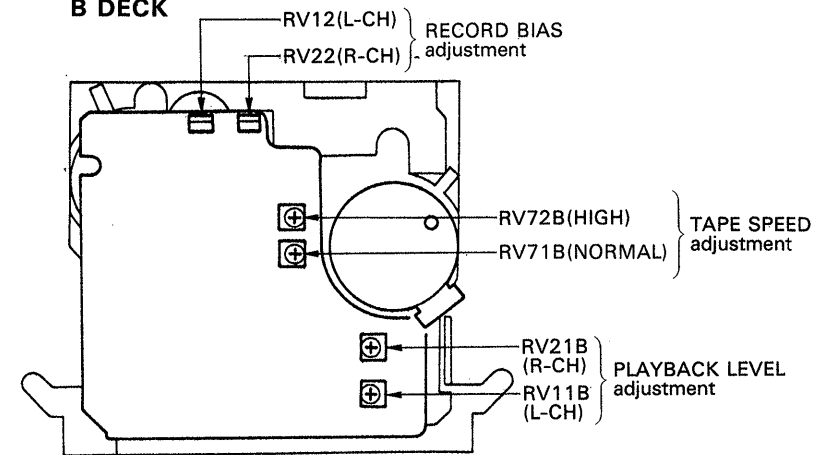 B DECK
RV12(L-CH)
RV22(R-CH)
RECORD BIAS
adjustment
RV72B(HIGH)
RV71B(NORMAL)
TAPE SPEED
adjustment
RV21B
(R-CH)
RV11B
(L-CH)
PLAYBACK LEVEL
adjustment